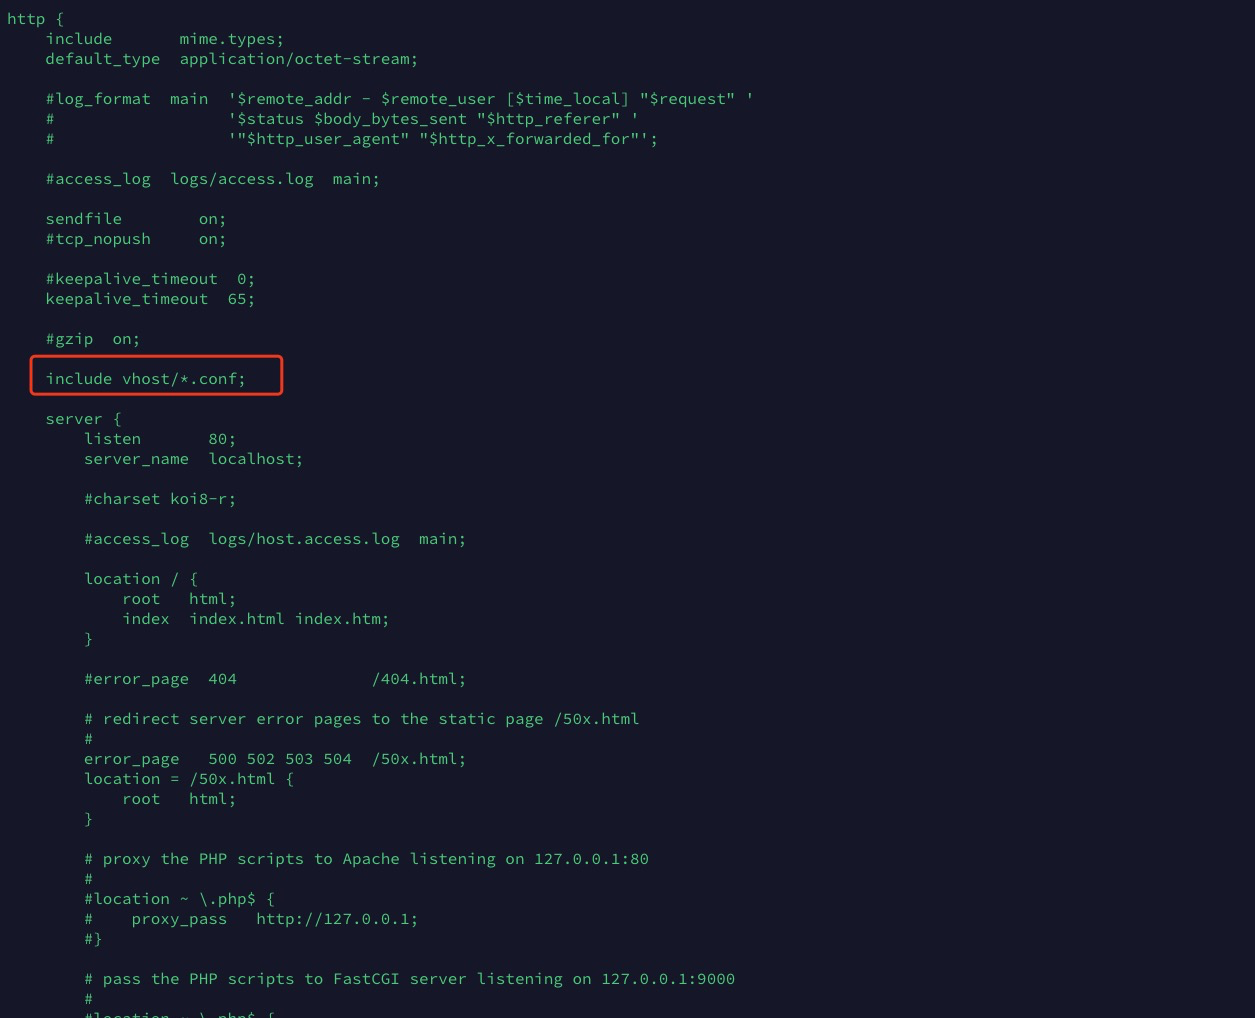 http {
    include       mime.types;
    default_type  application/octet-stream;

    #log_format  main  '$remote_addr - $remote_user [$time_local] "$request" '
    #                  '$status $body_bytes_sent "$http_referer" '
    #                  '"$http_user_agent" "$http_x_forwarded_for"';

    #access_log  logs/access.log  main;

    sendfile        on;
    #tcp_nopush     on;

    #keepalive_timeout  0;
    keepalive_timeout  65;

    #gzip  on;

    include vhost/*.conf;

    server {
        listen       80;
        server_name  localhost;

        #charset koi8-r;

        #access_log  logs/host.access.log  main;

        location / {
            root   html;
            index  index.html index.htm;
        }

        #error_page  404              /404.html;

        # redirect server error pages to the static page /50x.html
        #
        error_page   500 502 503 504  /50x.html;
        location = /50x.html {
            root   html;
        }

        # proxy the PHP scripts to Apache listening on 127.0.0.1:80
        #
        #location ~ \.php$ {
        #    proxy_pass   http://127.0.0.1;
        #}

        # pass the PHP scripts to FastCGI server listening on 127.0.0.1:9000
        #
        #location ~ \.php$ {